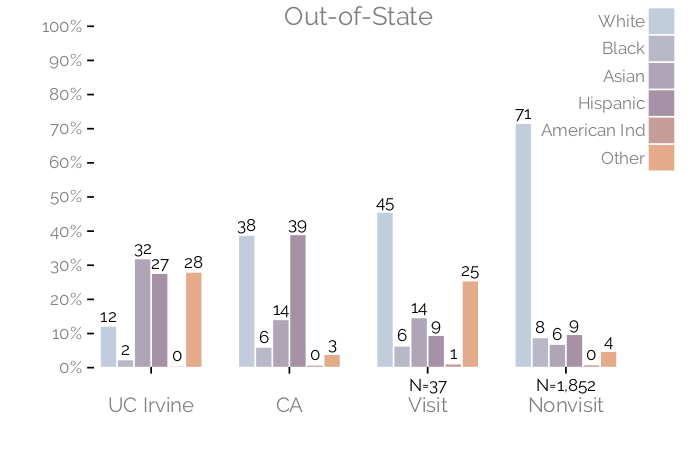 Out-of-State
100%
90%
80%
70%
60%
50%
40%
30%
20%
10%
0%
White
Black
Asian
Hispanic
American Ind
Other
12 2 32 27 0 28
38 6 14 39 0 3
45 6 14 9 1 25
71 8 6 9 0 4
N=37 N=1,852
UC Irvine CA Visit Nonvisit